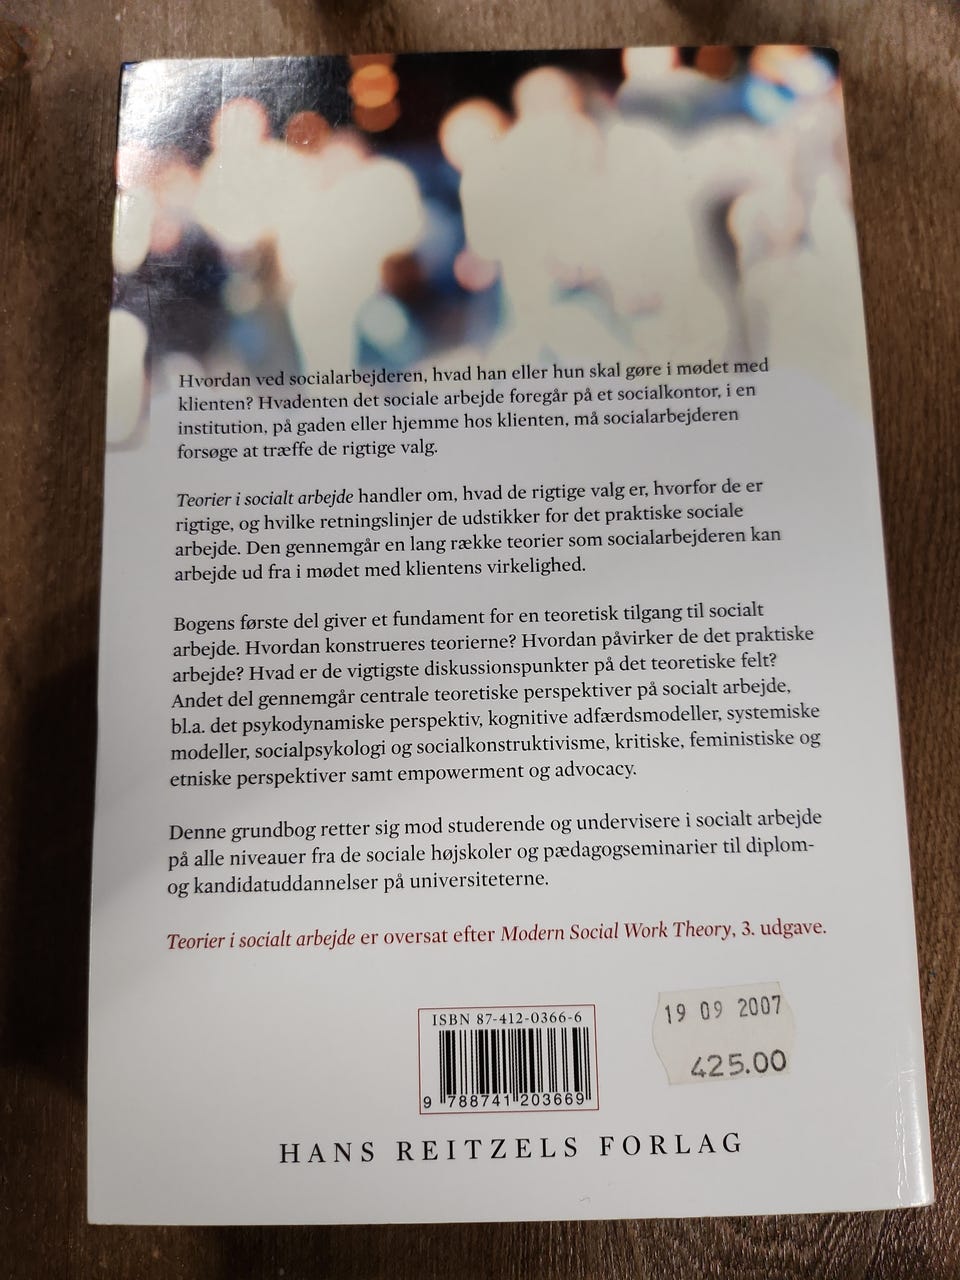 Hvordan ved socialarbejderen, hvad han eller hun skal gøre i mødet med
klienten? Hvadenten det sociale arbejde foregår på et socialkontor, i en
institution, på gaden eller hjemme hos klienten, må socialarbejderen
forsøge at træffe de rigtige valg.
Teorier i socialt arbejde handler om, hvad de rigtige valg er, hvorfor de er
rigtige, og hvilke retningslinjer de udstikker for det praktiske sociale
arbejde. Den gennemgår en lang række teorier som socialarbejderen kan
arbejde ud fra i mødet med klientens virkelighed.
Bogens første del giver et fundament for en teoretisk tilgang til socialt
arbejde. Hvordan konstrueres teorierne? Hvordan påvirker de det praktiske
arbejde? Hvad er de vigtigste diskussionspunkter på det teoretiske felt?
Andet del gennemgår centrale teoretiske perspektiver på socialt arbejde,
bl.a. det psykodynamiske perspektiv, kognitive adfærdsmodeller, systemiske
modeller, socialpsykologi og socialkonstruktivisme, kritiske, feministiske og
etniske perspektiver samt empowerment og advocacy.
Denne grundbog retter sig mod studerende og undervisere i socialt arbejde
på alle niveauer fra de sociale højskoler og pædagogseminarier til diplom-
og kandidatuddannelser på universiteterne.
Teorier i socialt arbejde er oversat efter Modern Social Work Theory, 3. udgave.
ISBN 87-412-0366-6
9 788741 203669
19 09 2007
425.00
HANS REITZELS FORLAG